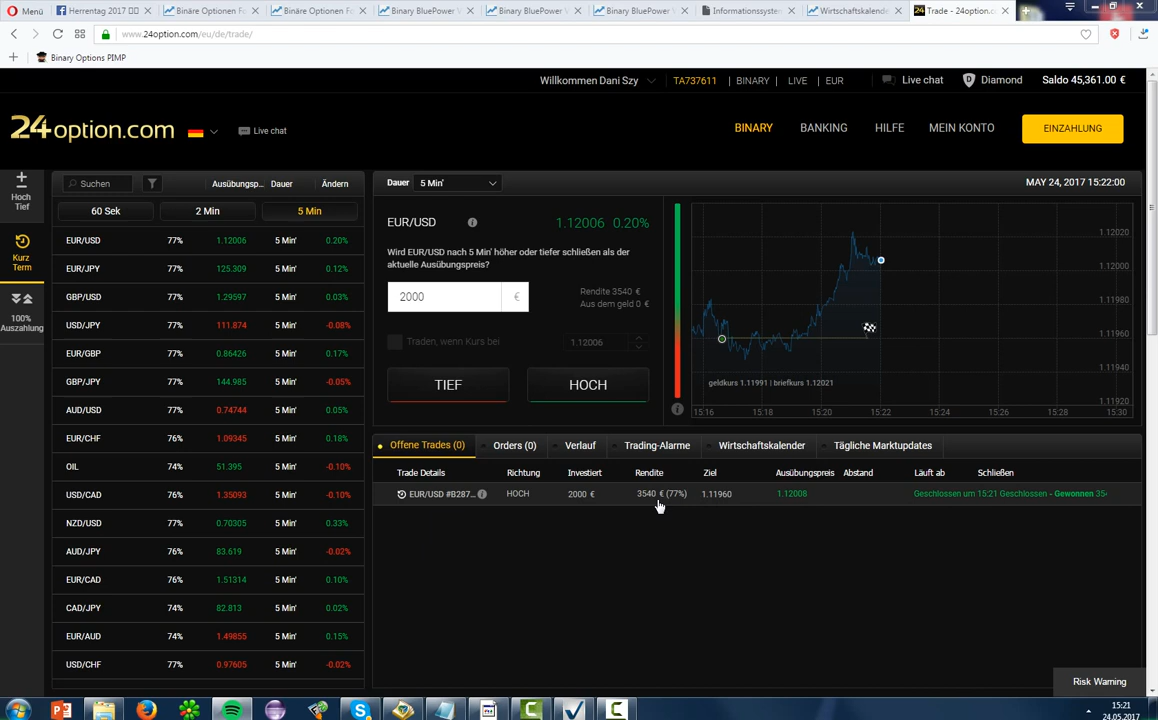 Menü Herrentag 2017 Binäre Optionen F Binäre Optionen F Binary BluePower V Binary BluePower V Binary BluePower V Informationssystem Wirtschaftskalende Trade - 24option.c
www.24option.com/eu/de/trade/
Binary Options PIMP
Willkommen Dani Szy TA737611 | BINARY | LIVE | EUR Live chat Diamond Saldo 45,361.00 €
24option.com Live chat BINARY BANKING HILFE MEIN KONTO EINZAHLUNG
Hoch
Tief
Kurz
Term
100%
Auszahlung
Suchen Ausübungsp... Dauer Ändern
60 Sek 2 Min 5 Min
EUR/USD 77% 1.12006 5 Min' 0.20%
EUR/JPY 77% 125.309 5 Min' 0.12%
GBP/USD 77% 1.29597 5 Min' 0.03%
USD/JPY 77% 111.874 5 Min' -0.08%
EUR/GBP 77% 0.86426 5 Min' 0.17%
GBP/JPY 77% 144.985 5 Min' -0.05%
AUD/USD 77% 0.74744 5 Min' 0.05%
EUR/CHF 76% 1.09345 5 Min' 0.18%
OIL 74% 51.395 5 Min' -0.10%
USD/CAD 76% 1.35093 5 Min' -0.10%
NZD/USD 77% 0.70305 5 Min' 0.33%
AUD/JPY 76% 83.619 5 Min' -0.02%
EUR/CAD 76% 1.51314 5 Min' 0.10%
CAD/JPY 74% 82.813 5 Min' 0.02%
EUR/AUD 74% 1.49855 5 Min' 0.15%
USD/CHF 77% 0.97605 5 Min' -0.02%
Dauer 5 Min' MAY 24, 2017 15:22:00
EUR/USD 1.12006 0.20%
Wird EUR/USD nach 5 Min' höher oder tiefer schließen als der
aktuelle Ausübungspreis?
2000 €
Rendite 3540 €
Aus dem geld 0 €
Traden, wenn Kurs bei 1.12006
TIEF HOCH
1.12020
1.12000
1.11980
1.11960
1.11940
1.11920
geldkurs 1.11991 | briefkurs 1.12021
15:16 15:18 15:20 15:22 15:24 15:26 15:28 15:30
Offene Trades (0) Orders (0) Verlauf Trading-Alarme Wirtschaftskalender Tägliche Marktupdates
Trade Details Richtung Investiert Rendite Ziel Ausübungspreis Abstand Läuft ab Schließen
EUR/USD #B287... HOCH 2000 € 3540 € (77%) 1.11960 1.12008 Geschlossen um 15:21 Geschlossen - Gewonnen 35
Risk Warning
15:21
24.05.2017